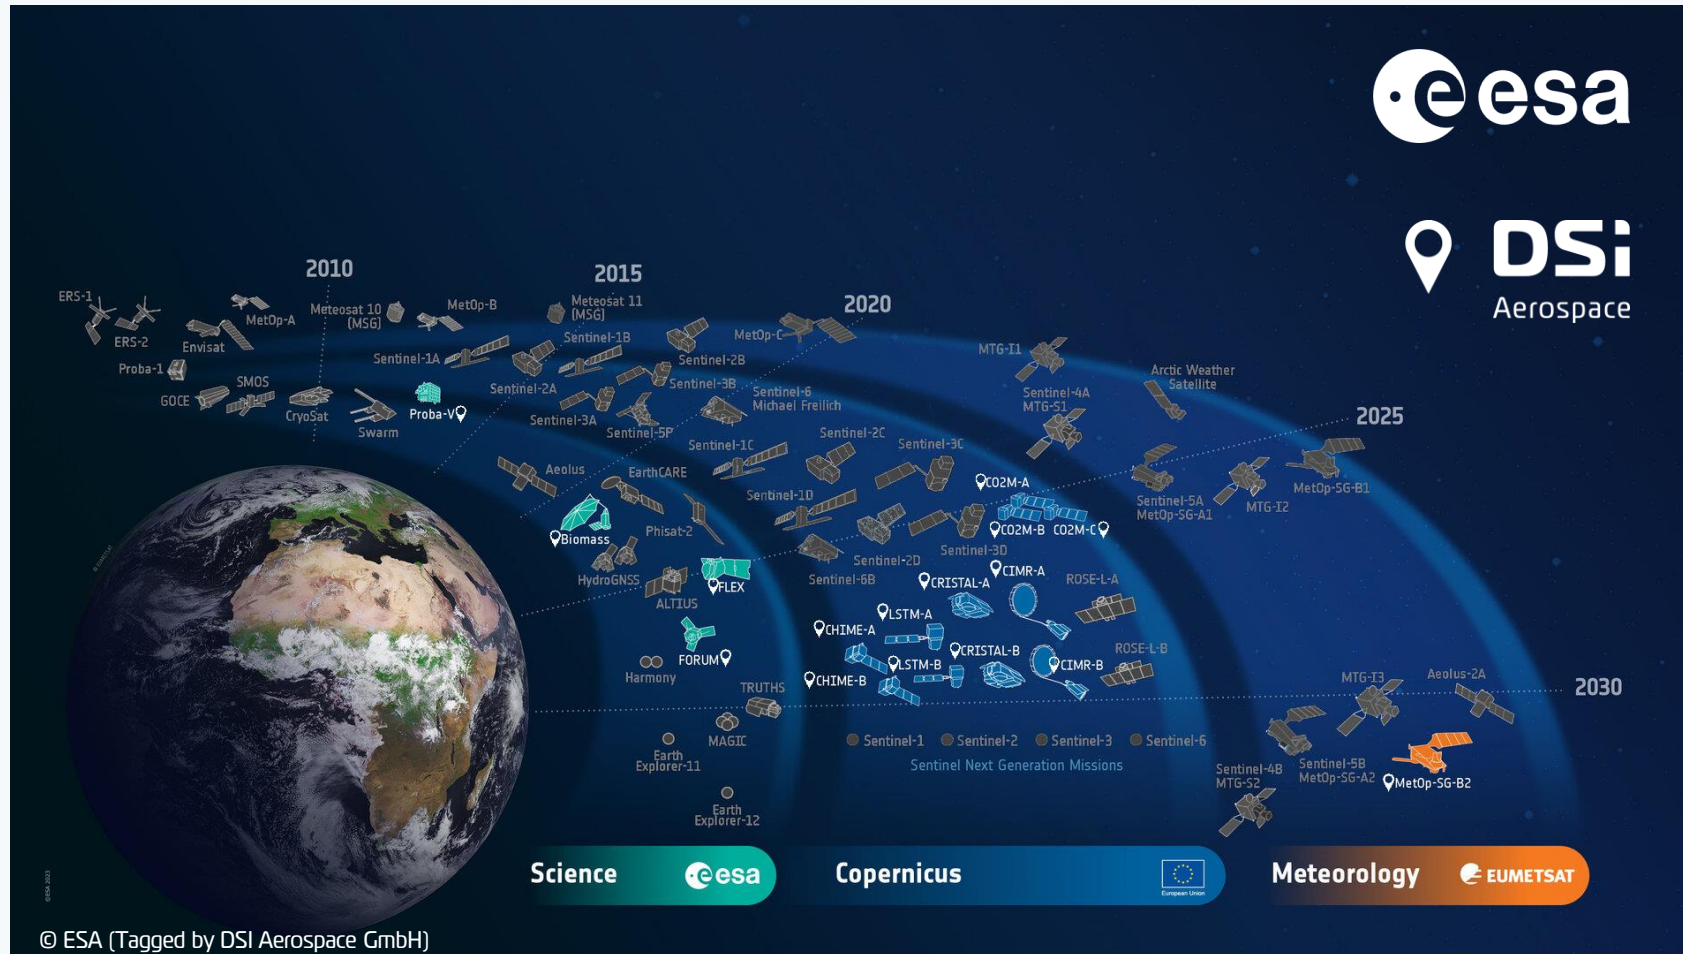 esa
DSi
Aerospace
2010
2015
2020
2025
2030
ERS-1
ERS-2
MetOp-A
Envisat
Proba-1
GOCE
SMOS
Meteosat 10
(MSG)
MetOp-B
CryoSat
Swarm
Proba-V
Sentinel-1A
Meteosat 11
(MSG)
Sentinel-1B
Sentinel-2A
Sentinel-2B
Sentinel-3A
Sentinel-3B
Sentinel-5P
MetOp-C
Sentinel-6
Michael Freilich
Aeolus
EarthCARE
Sentinel-1C
Sentinel-2C
Sentinel-3C
MTG-I1
Sentinel-4A
MTG-S1
Arctic Weather
Satellite
Biomass
Phisat-2
Sentinel-1D
Sentinel-2D
Sentinel-3D
CO2M-A
CO2M-B
CO2M-C
Sentinel-5A
MetOp-SG-A1
MTG-I2
MetOp-SG-B1
HydroGNSS
ALTIUS
FLEX
Sentinel-6B
CRISTAL-A
CIMR-A
ROSE-L-A
LSTM-A
CHIME-A
FORUM
Harmony
LSTM-B
CRISTAL-B
CIMR-B
ROSE-L-B
CHIME-B
TRUTHS
MAGIC
Earth
Explorer-11
Earth
Explorer-12
Sentinel-1
Sentinel-2
Sentinel-3
Sentinel-6
Sentinel Next Generation Missions
MTG-I3
Aeolus-2A
Sentinel-4B
MTG-S2
Sentinel-5B
MetOp-SG-A2
MetOp-SG-B2
Science
esa
Copernicus
European Union
Meteorology
EUMETSAT
© EUMETSAT
©ESA 2023
© ESA (Tagged by DSI Aerospace GmbH)